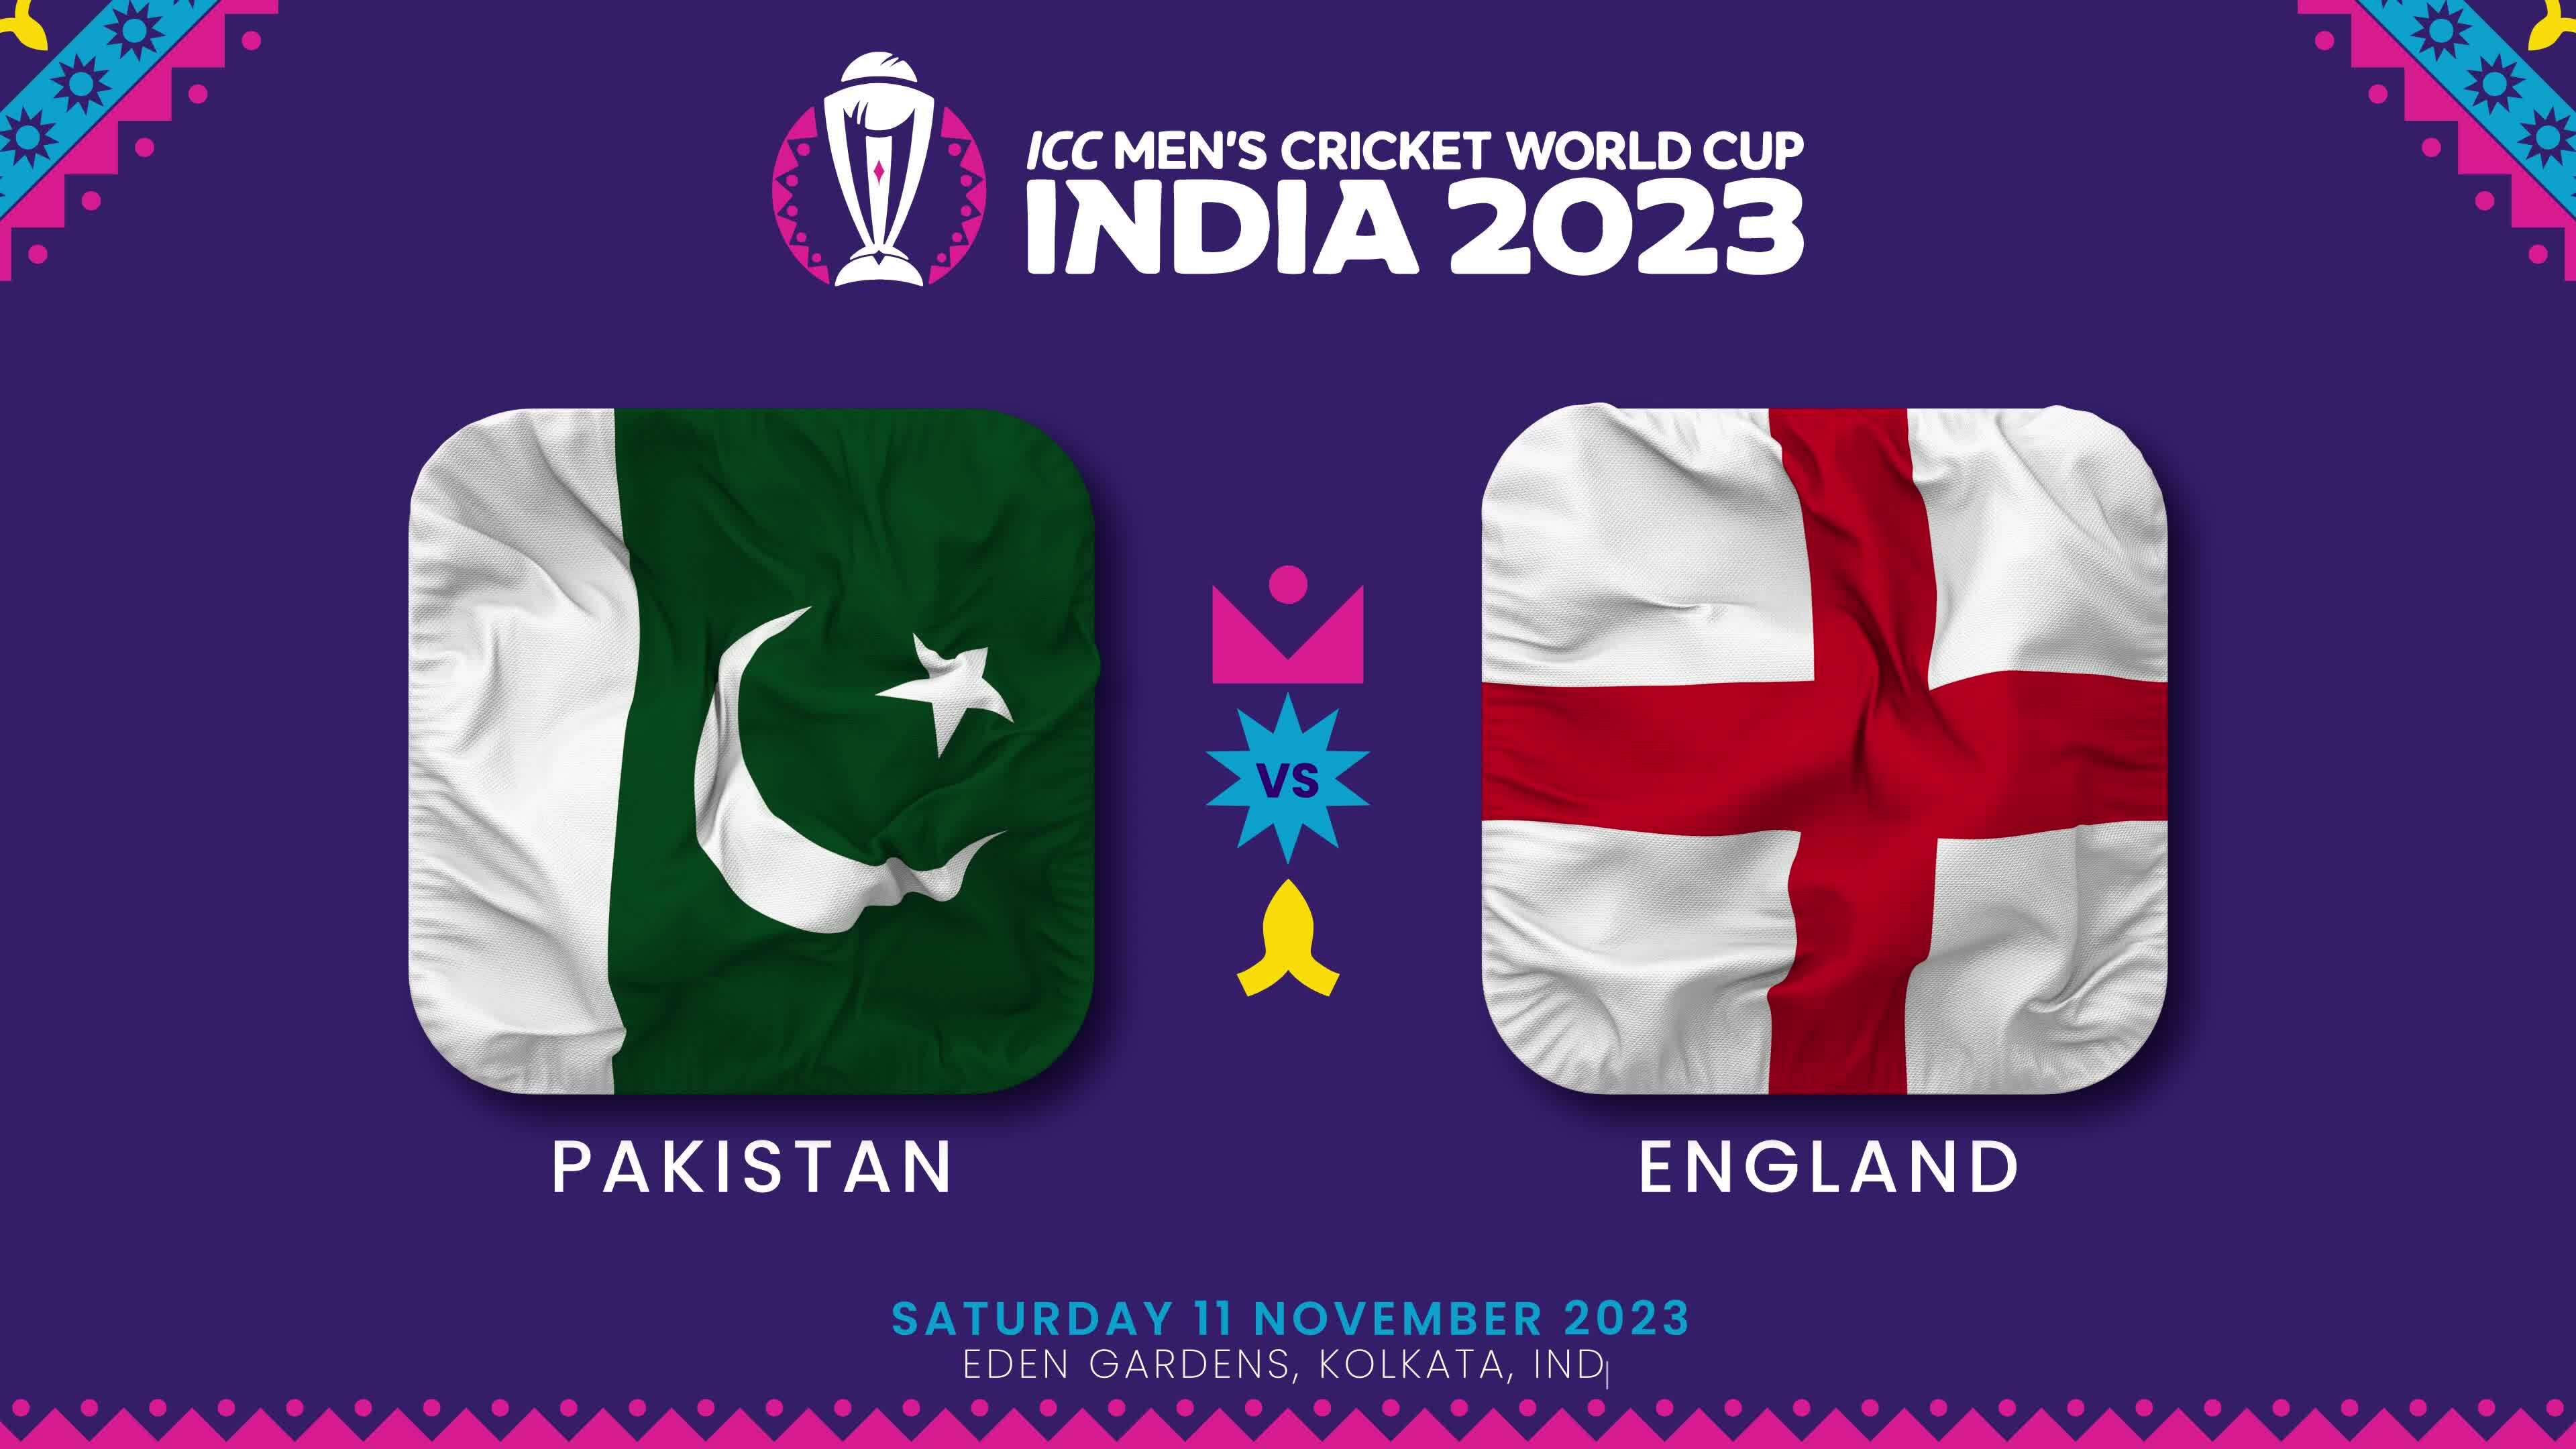 ICC MEN'S CRICKET WORLD CUP
INDIA 2023
VS
PAKISTAN
ENGLAND
SATURDAY 11 NOVEMBER 2023
EDEN GARDENS, KOLKATA, IND